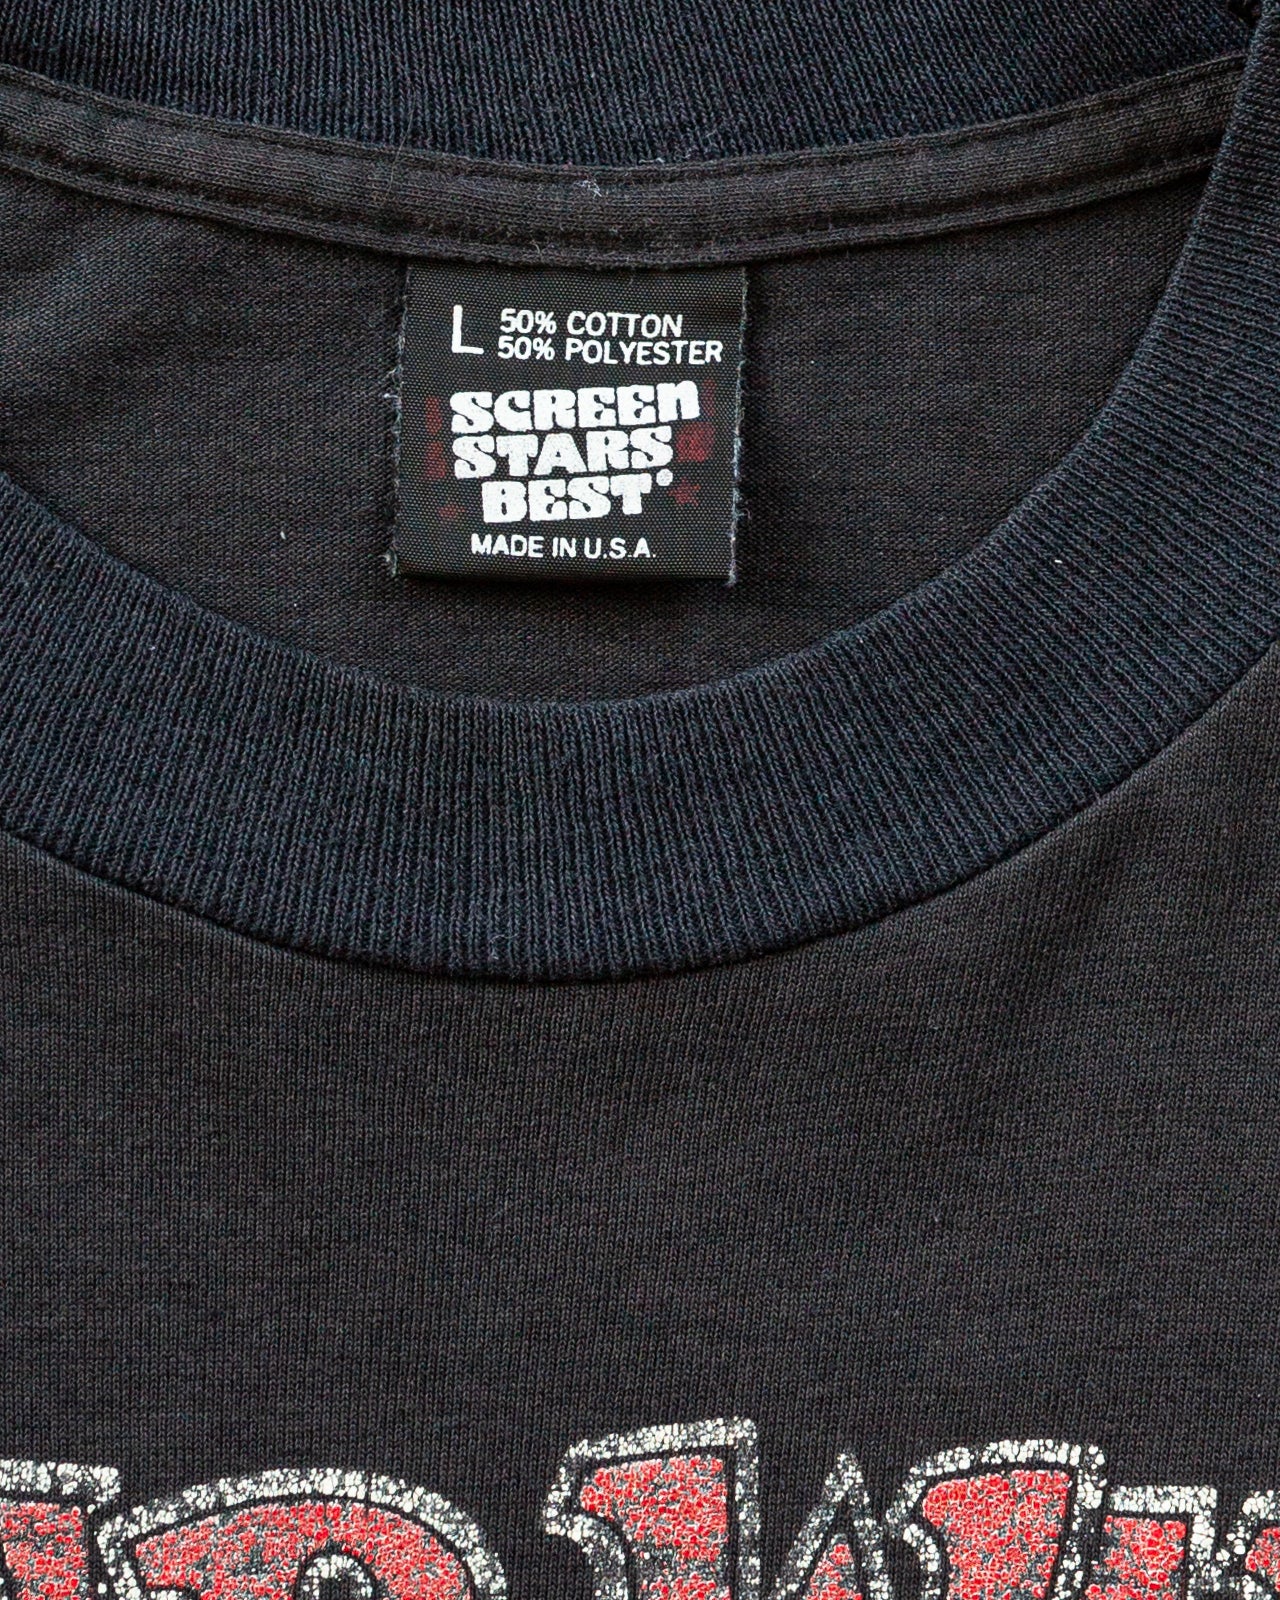 L 50% COTTON
50% POLYESTER
SCREEN
STARS
BEST®
MADE IN U.S.A.